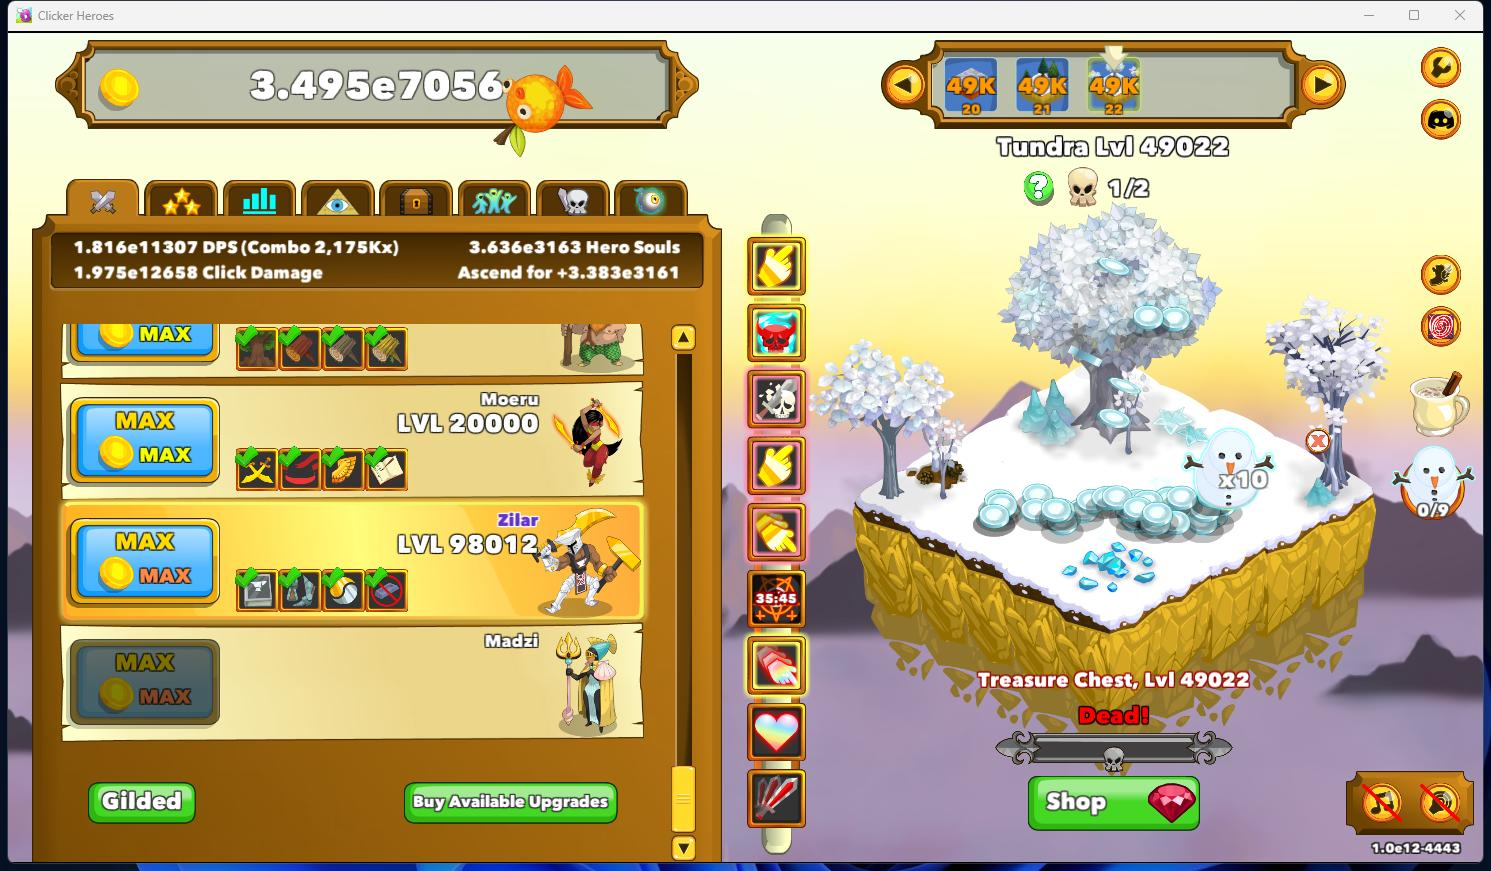 Clicker Heroes
3.495e7056
49K
20
49K
21
49K
22
Tundra Lvl 49022
?
1/2
1.816e11307 DPS (Combo 2,175Kx)
3.636e3163 Hero Souls
1.975e12658 Click Damage
Ascend for +3.383e3161
MAX
Moeru
LVL 20000
MAX
MAX
Zilar
LVL 98012
MAX
MAX
Madzi
MAX
MAX
Gilded
Buy Available Upgrades
35:45
x10
0/9
Treasure Chest, Lvl 49022
Dead!
Shop
1.0e12-4443